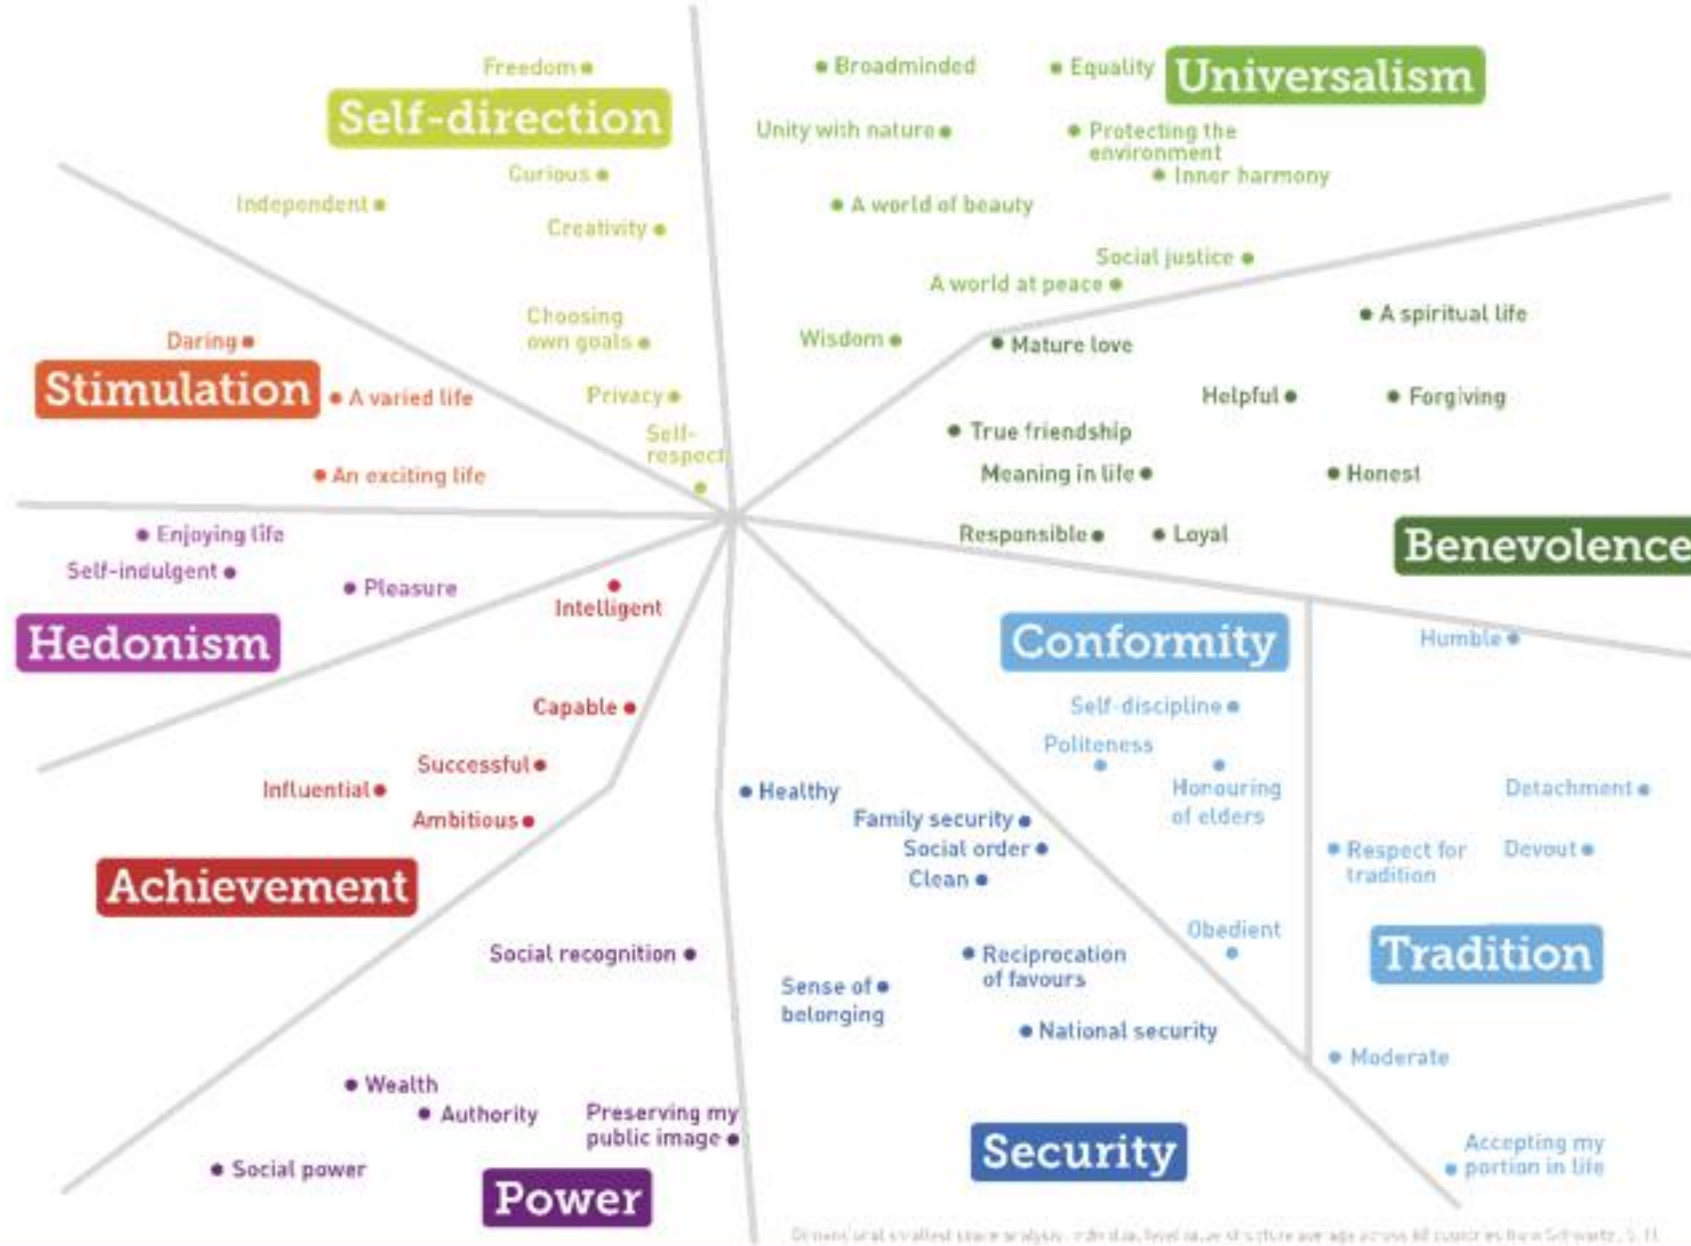 Freedom
Broadminded
Equality
Universalism
Self-direction
Unity with nature
Protecting the
environment
Curious
Inner harmony
Independent
A world of beauty
Creativity
Social justice
A world at peace
Choosing
own goals
A spiritual life
Daring
Wisdom
Mature love
Stimulation
A varied life
Privacy
Helpful
Forgiving
Self-
respect
True friendship
An exciting life
Meaning in life
Honest
Enjoying life
Responsible
Loyal
Benevolence
Self-indulgent
Pleasure
Intelligent
Hedonism
Conformity
Humble
Capable
Self-discipline
Politeness
Successful
Influential
Healthy
Honouring
of elders
Detachment
Ambitious
Family security
Social order
Respect for
tradition
Devout
Clean
Achievement
Obedient
Social recognition
Reciprocation
of favours
Tradition
Sense of
belonging
National security
Moderate
Wealth
Authority
Preserving my
public image
Security
Accepting my
portion in life
Social power
Power